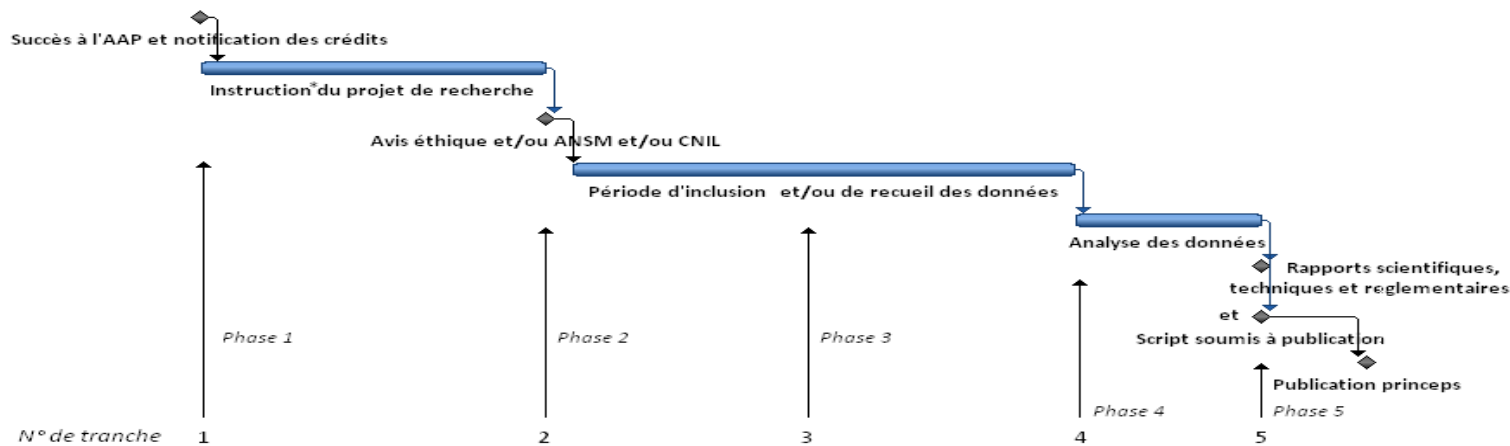 Succès à l'AAP et notification des crédits
Instruction*du projet de recherche
Avis éthique et/ou ANSM et/ou CNIL
Période d'inclusion et/ou de recueil des données
Analyse des données
Rapports scientifiques,
techniques et reglementaires
et
Script soumis à publication
Publication princeps
Phase 1
Phase 2
Phase 3
Phase 4
Phase 5
N° de tranche 1 2 3 4 5